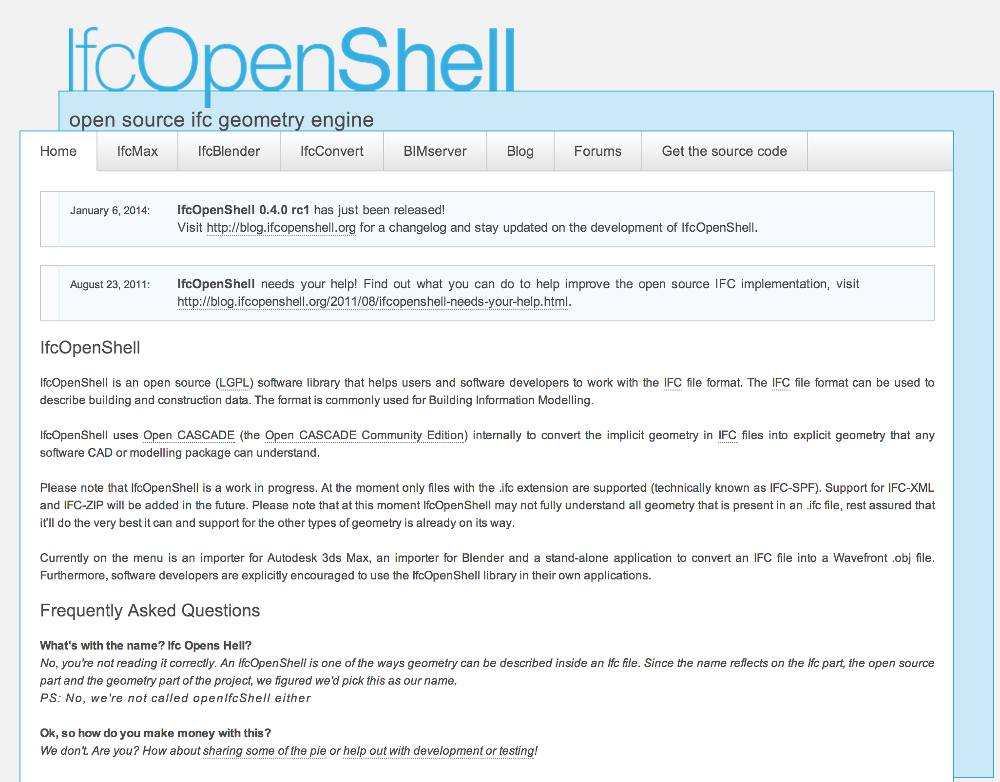 IfcOpenShell
open source ifc geometry engine
Home IfcMax IfcBlender IfcConvert BIMserver Blog Forums Get the source code
January 6, 2014: IfcOpenShell 0.4.0 rc1 has just been released!
Visit http://blog.ifcopenshell.org for a changelog and stay updated on the development of IfcOpenShell.
August 23, 2011: IfcOpenShell needs your help! Find out what you can do to help improve the open source IFC implementation, visit
http://blog.ifcopenshell.org/2011/08/ifcopenshell-needs-your-help.html.
IfcOpenShell
IfcOpenShell is an open source (LGPL) software library that helps users and software developers to work with the IFC file format. The IFC file format can be used to
describe building and construction data. The format is commonly used for Building Information Modelling.
IfcOpenShell uses Open CASCADE (the Open CASCADE Community Edition) internally to convert the implicit geometry in IFC files into explicit geometry that any
software CAD or modelling package can understand.
Please note that IfcOpenShell is a work in progress. At the moment only files with the .ifc extension are supported (technically known as IFC-SPF). Support for IFC-XML
and IFC-ZIP will be added in the future. Please note that at this moment IfcOpenShell may not fully understand all geometry that is present in an .ifc file, rest assured that
it’ll do the very best it can and support for the other types of geometry is already on its way.
Currently on the menu is an importer for Autodesk 3ds Max, an importer for Blender and a stand-alone application to convert an IFC file into a Wavefront .obj file.
Furthermore, software developers are explicitly encouraged to use the IfcOpenShell library in their own applications.
Frequently Asked Questions
What's with the name? Ifc Opens Hell?
No, you're not reading it correctly. An IfcOpenShell is one of the ways geometry can be described inside an Ifc file. Since the name reflects on the Ifc part, the open source
part and the geometry part of the project, we figured we'd pick this as our name.
PS: No, we're not called openIfcShell either
Ok, so how do you make money with this?
We don't. Are you? How about sharing some of the pie or help out with development or testing!